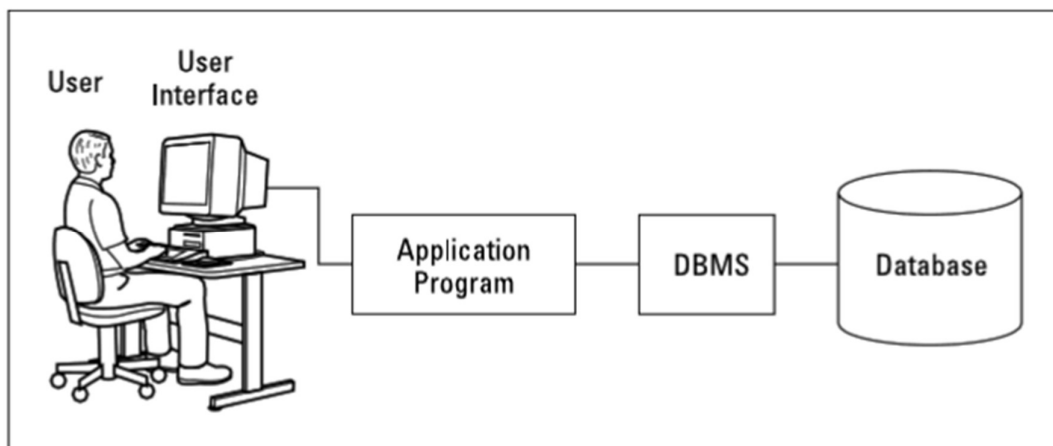 User
User
Interface
Application
Program
DBMS
Database